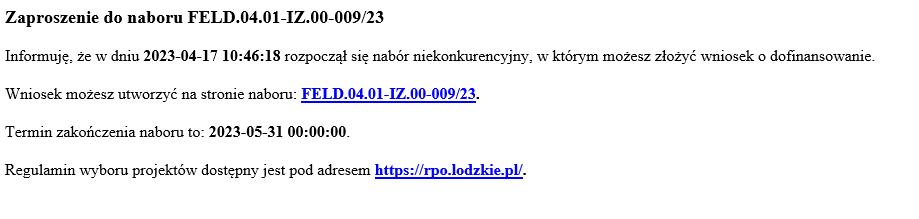 Zaproszenie do naboru FELD.04.01-IZ.00-009/23
Informuję, że w dniu 2023-04-17 10:46:18 rozpoczął się nabór niekonkurencyjny, w którym możesz złożyć wniosek o dofinansowanie.
Wniosek możesz utworzyć na stronie naboru: FELD.04.01-IZ.00-009/23.
Termin zakończenia naboru to: 2023-05-31 00:00:00.
Regulamin wyboru projektów dostępny jest pod adresem https://rpo.lodzkie.pl/.